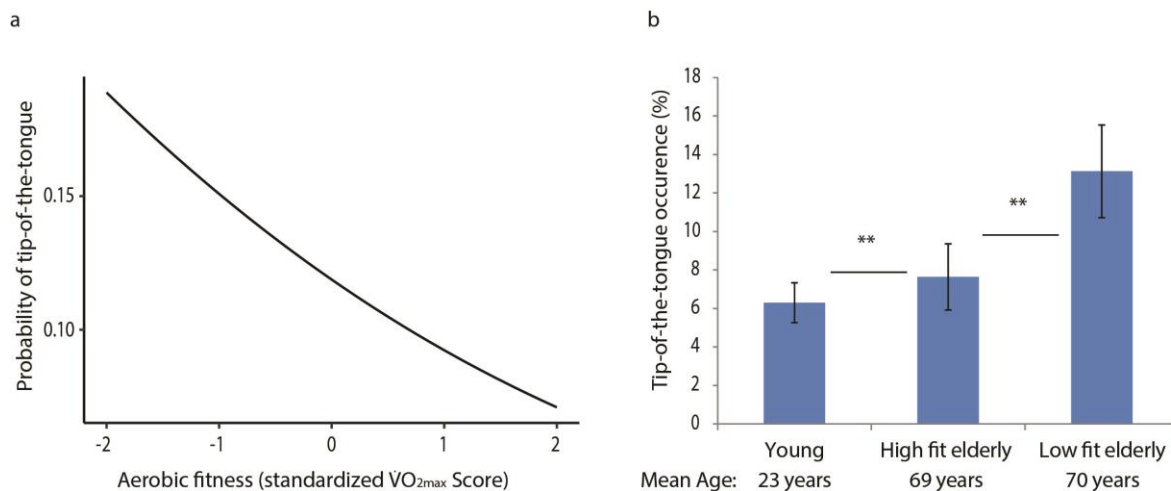 a
Probability of tip-of-the-tongue
0.15
0.10
-2 -1 0 1 2
Aerobic fitness (standardized V̇O2max Score)
b
Tip-of-the-tongue occurence (%)
18
16
14
12
10
8
6
4
2
0
**
**
Young High fit elderly Low fit elderly
Mean Age: 23 years 69 years 70 years